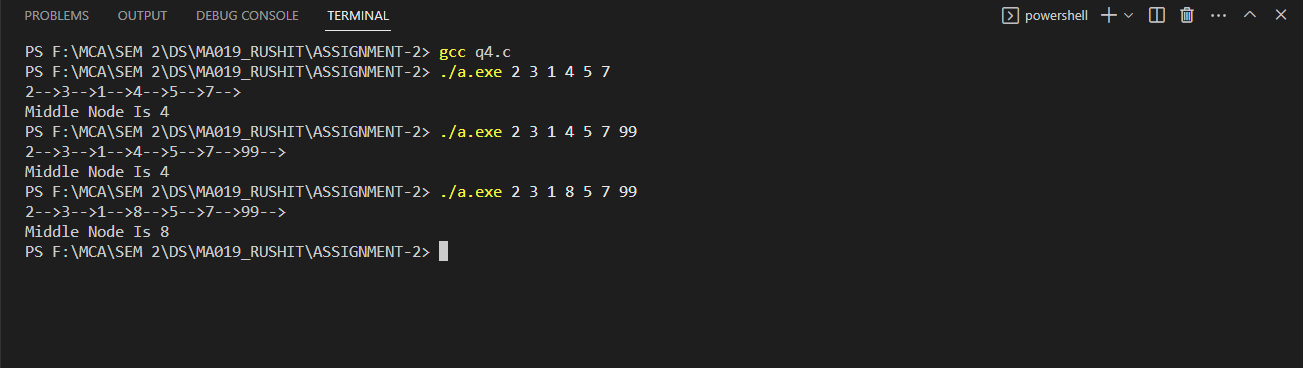 PROBLEMS OUTPUT DEBUG CONSOLE TERMINAL powershell
PS F:\MCA\SEM 2\DS\MA019_RUSHIT\ASSIGNMENT-2> gcc q4.c
PS F:\MCA\SEM 2\DS\MA019_RUSHIT\ASSIGNMENT-2> ./a.exe 2 3 1 4 5 7
2-->3-->1-->4-->5-->7-->
Middle Node Is 4
PS F:\MCA\SEM 2\DS\MA019_RUSHIT\ASSIGNMENT-2> ./a.exe 2 3 1 4 5 7 99
2-->3-->1-->4-->5-->7-->99-->
Middle Node Is 4
PS F:\MCA\SEM 2\DS\MA019_RUSHIT\ASSIGNMENT-2> ./a.exe 2 3 1 8 5 7 99
2-->3-->1-->8-->5-->7-->99-->
Middle Node Is 8
PS F:\MCA\SEM 2\DS\MA019_RUSHIT\ASSIGNMENT-2>